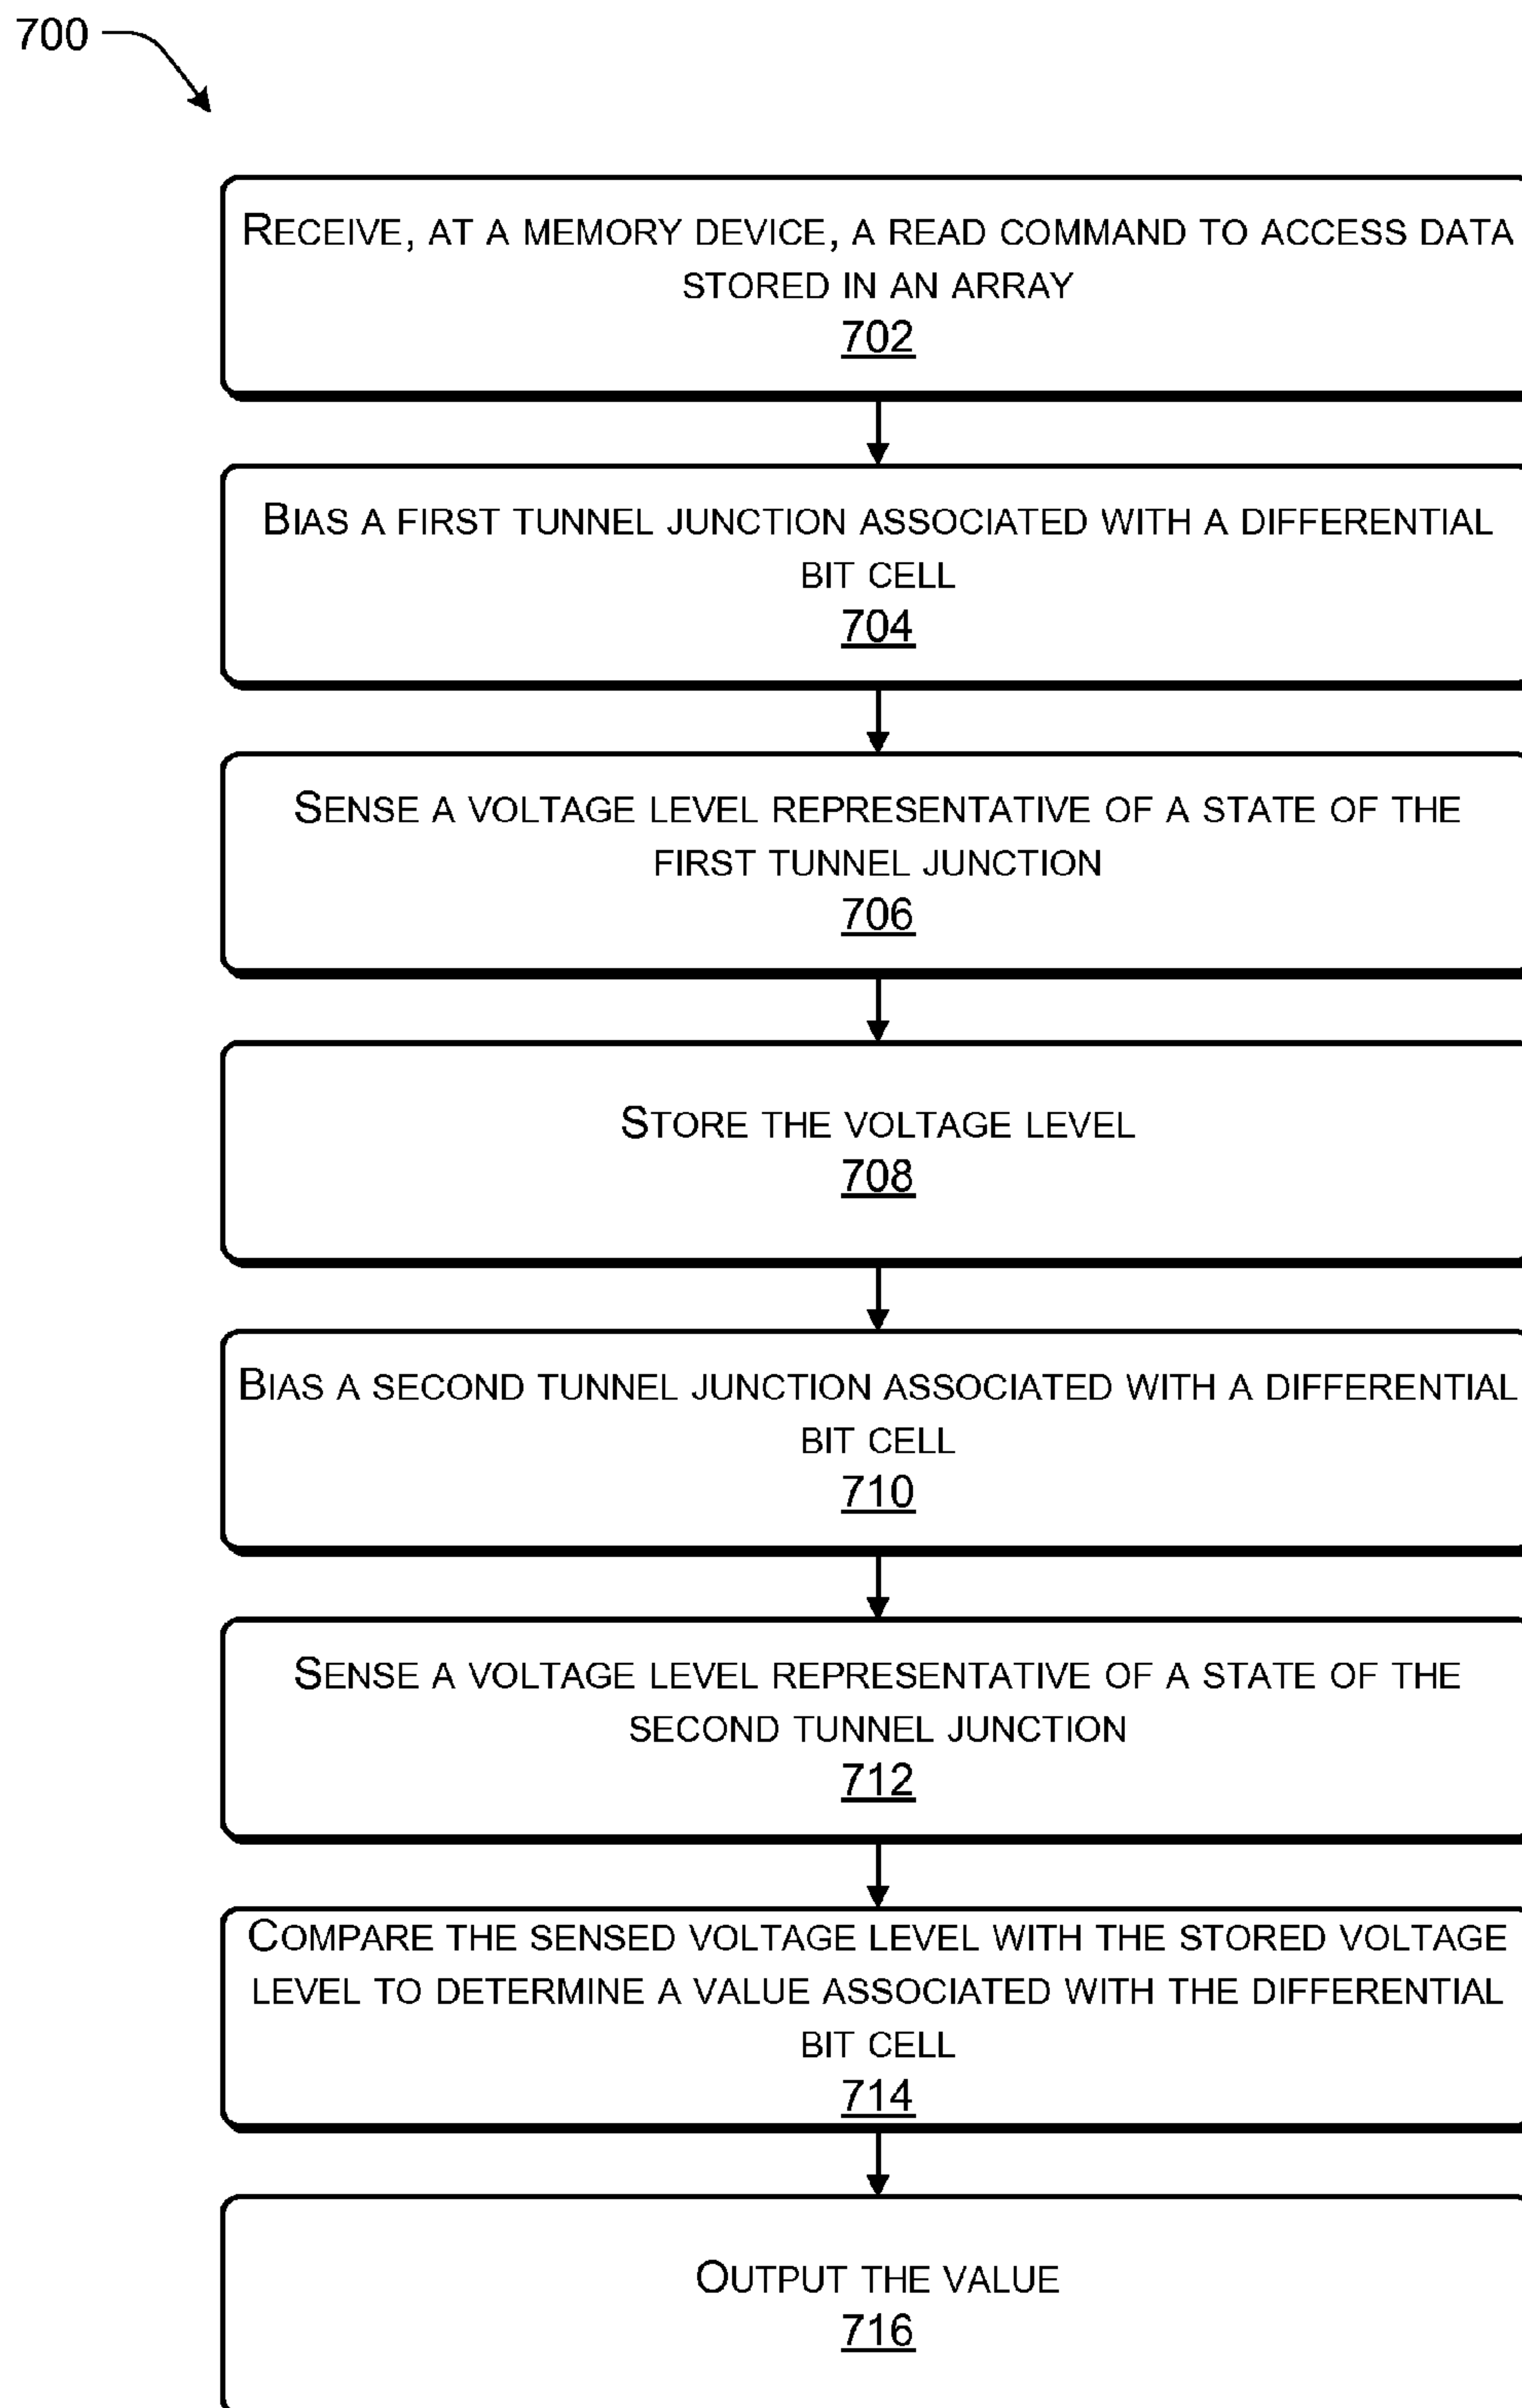 700
RECEIVE, AT A MEMORY DEVICE, A READ COMMAND TO ACCESS DATA
STORED IN AN ARRAY
702
BIAS A FIRST TUNNEL JUNCTION ASSOCIATED WITH A DIFFERENTIAL
BIT CELL
704
SENSE A VOLTAGE LEVEL REPRESENTATIVE OF A STATE OF THE
FIRST TUNNEL JUNCTION
706
STORE THE VOLTAGE LEVEL
708
BIAS A SECOND TUNNEL JUNCTION ASSOCIATED WITH A DIFFERENTIAL
BIT CELL
710
SENSE A VOLTAGE LEVEL REPRESENTATIVE OF A STATE OF THE
SECOND TUNNEL JUNCTION
712
COMPARE THE SENSED VOLTAGE LEVEL WITH THE STORED VOLTAGE
LEVEL TO DETERMINE A VALUE ASSOCIATED WITH THE DIFFERENTIAL
BIT CELL
714
OUTPUT THE VALUE
716